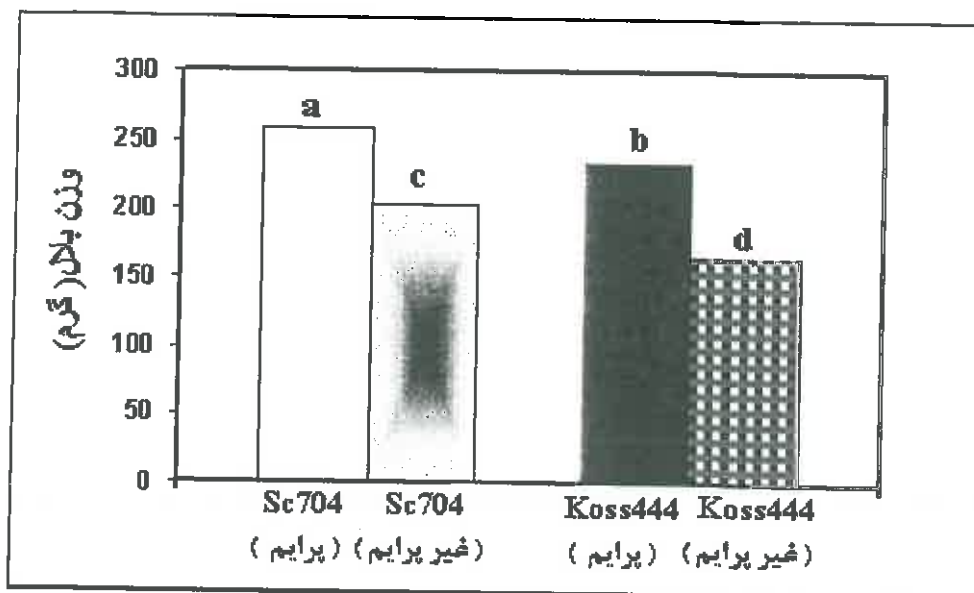 300
250
200
150
100
50
0
وزن بلال (گرم)
a
c
b
d
Sc704 Sc704 Koss444 Koss444
(پرایم) (غیر پرایم) (پرایم) (غیر پرایم)